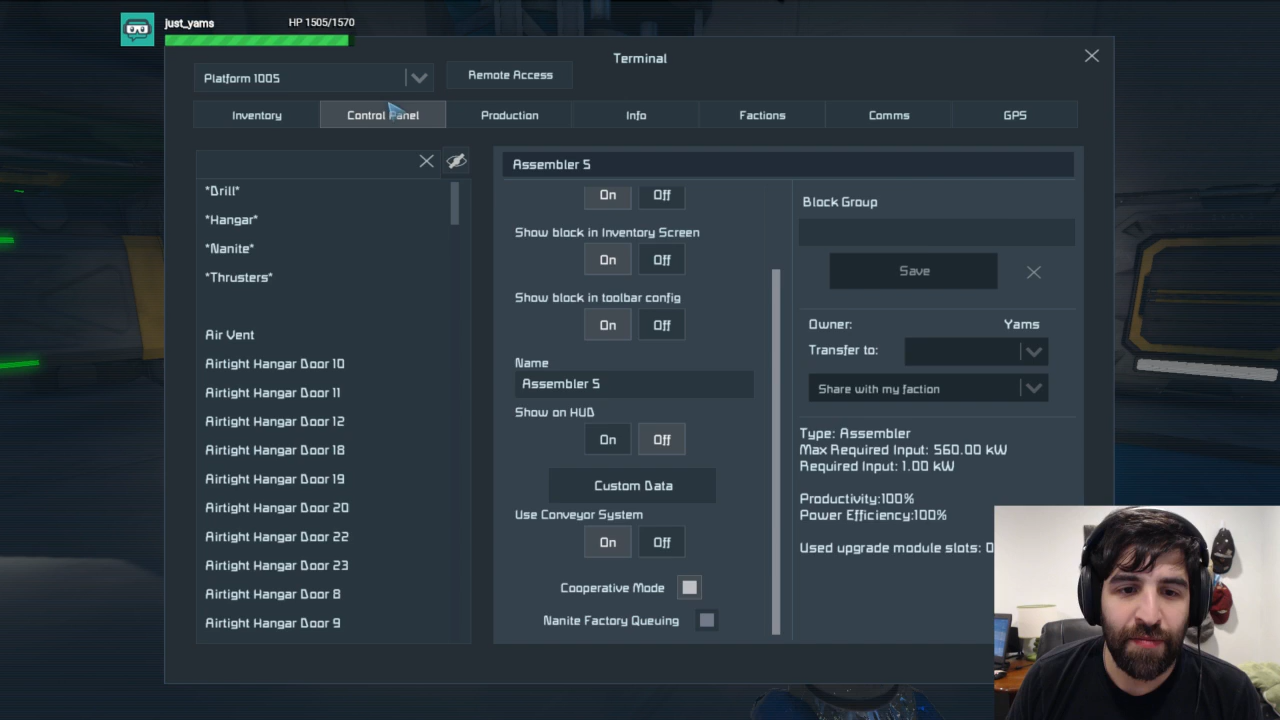 just_yams HP 1505/1570
Terminal
Platform 1005
Remote Access
Inventory Control Panel Production Info Factions Comms GPS
*Drill*
*Hangar*
*Nanite*
*Thrusters*
Air Vent
Airtight Hangar Door 10
Airtight Hangar Door 11
Airtight Hangar Door 12
Airtight Hangar Door 18
Airtight Hangar Door 19
Airtight Hangar Door 20
Airtight Hangar Door 22
Airtight Hangar Door 23
Airtight Hangar Door 8
Airtight Hangar Door 9
Assembler 5
On Off
Show block in Inventory Screen
On Off
Show block in toolbar config
On Off
Name
Assembler 5
Show on HUD
On Off
Custom Data
Use Conveyor System
On Off
Cooperative Mode
Nanite Factory Queuing
Block Group
Save
Owner: Yams
Transfer to:
Share with my faction
Type: Assembler
Max Required Input: 560.00 kW
Required Input: 1.00 kW
Productivity:100%
Power Efficiency:100%
Used upgrade module slots: 0